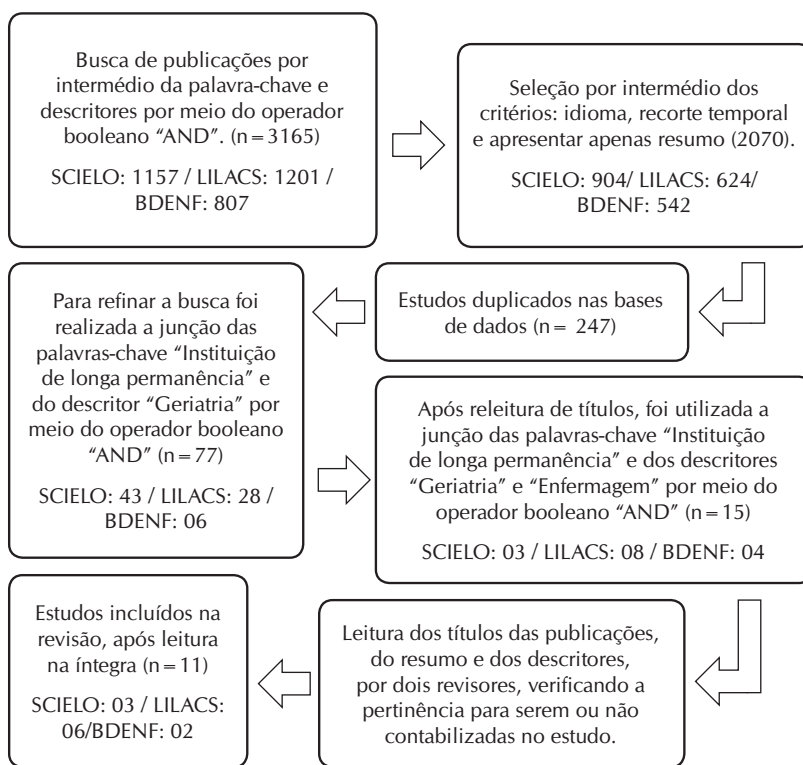 Busca de publicações por
intermédio da palavra-chave e
descritores por meio do operador
booleano “AND”. (n=3165)
SCIELO: 1157 / LILACS: 1201 /
BDENF: 807
Seleção por intermédio dos
critérios: idioma, recorte temporal
e apresentar apenas resumo (2070).
SCIELO: 904/ LILACS: 624/
BDENF: 542
Estudos duplicados nas bases
de dados (n= 247)
Para refinar a busca foi
realizada a junção das
palavras-chave “Instituição
de longa permanência” e
do descritor “Geriatria” por
meio do operador booleano
“AND” (n=77)
SCIELO: 43 / LILACS: 28 /
BDENF: 06
Após releitura de títulos, foi utilizada a
junção das palavras-chave “Instituição
de longa permanência” e dos descritores
“Geriatria” e “Enfermagem” por meio do
operador booleano “AND” (n=15)
SCIELO: 03 / LILACS: 08 / BDENF: 04
Leitura dos títulos das publicações,
do resumo e dos descritores,
por dois revisores, verificando a
pertinência para serem ou não
contabilizadas no estudo.
Estudos incluídos na
revisão, após leitura
na íntegra (n=11)
SCIELO: 03 / LILACS:
06/BDENF: 02